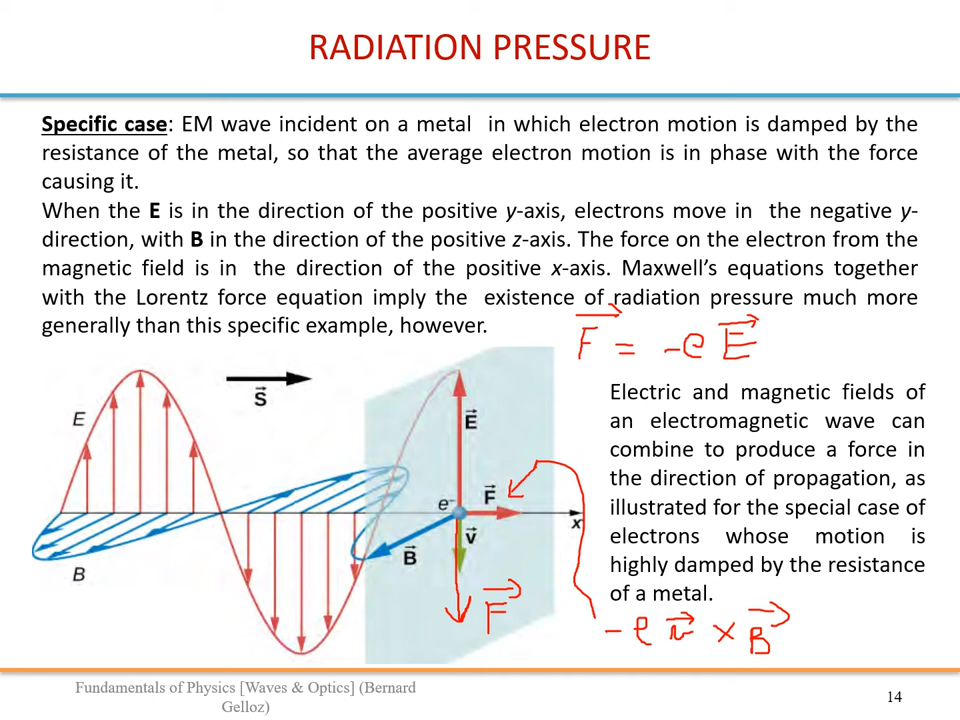 RADIATION PRESSURE
Specific case: EM wave incident on a metal in which electron motion is damped by the
resistance of the metal, so that the average electron motion is in phase with the force
causing it.
When the E is in the direction of the positive y-axis, electrons move in the negative y-
direction, with B in the direction of the positive z-axis. The force on the electron from the
magnetic field is in the direction of the positive x-axis. Maxwell's equations together
with the Lorentz force equation imply the existence of radiation pressure much more
generally than this specific example, however.
F⃗ = -e E⃗
Electric and magnetic fields of
an electromagnetic wave can
combine to produce a force in
the direction of propagation, as
illustrated for the special case of
electrons whose motion is
highly damped by the resistance
of a metal.
S⃗
E
E⃗
e⁻
F⃗
x
v⃗
B⃗
B
F⃗
-e v⃗ × B⃗
Fundamentals of Physics [Waves & Optics] (Bernard
Gelloz)
14